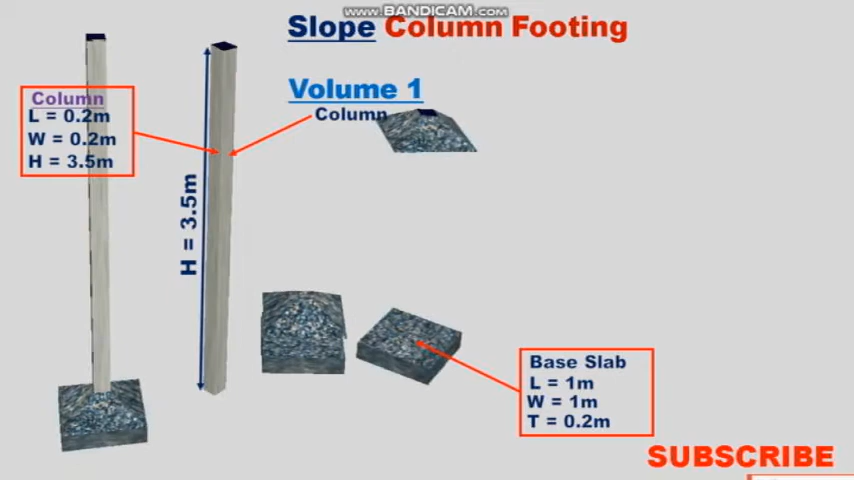 www.BANDICAM.com
Slope Column Footing
Volume 1
Column
Column
L = 0.2m
W = 0.2m
H = 3.5m
H = 3.5m
Base Slab
L = 1m
W = 1m
T = 0.2m
SUBSCRIBE